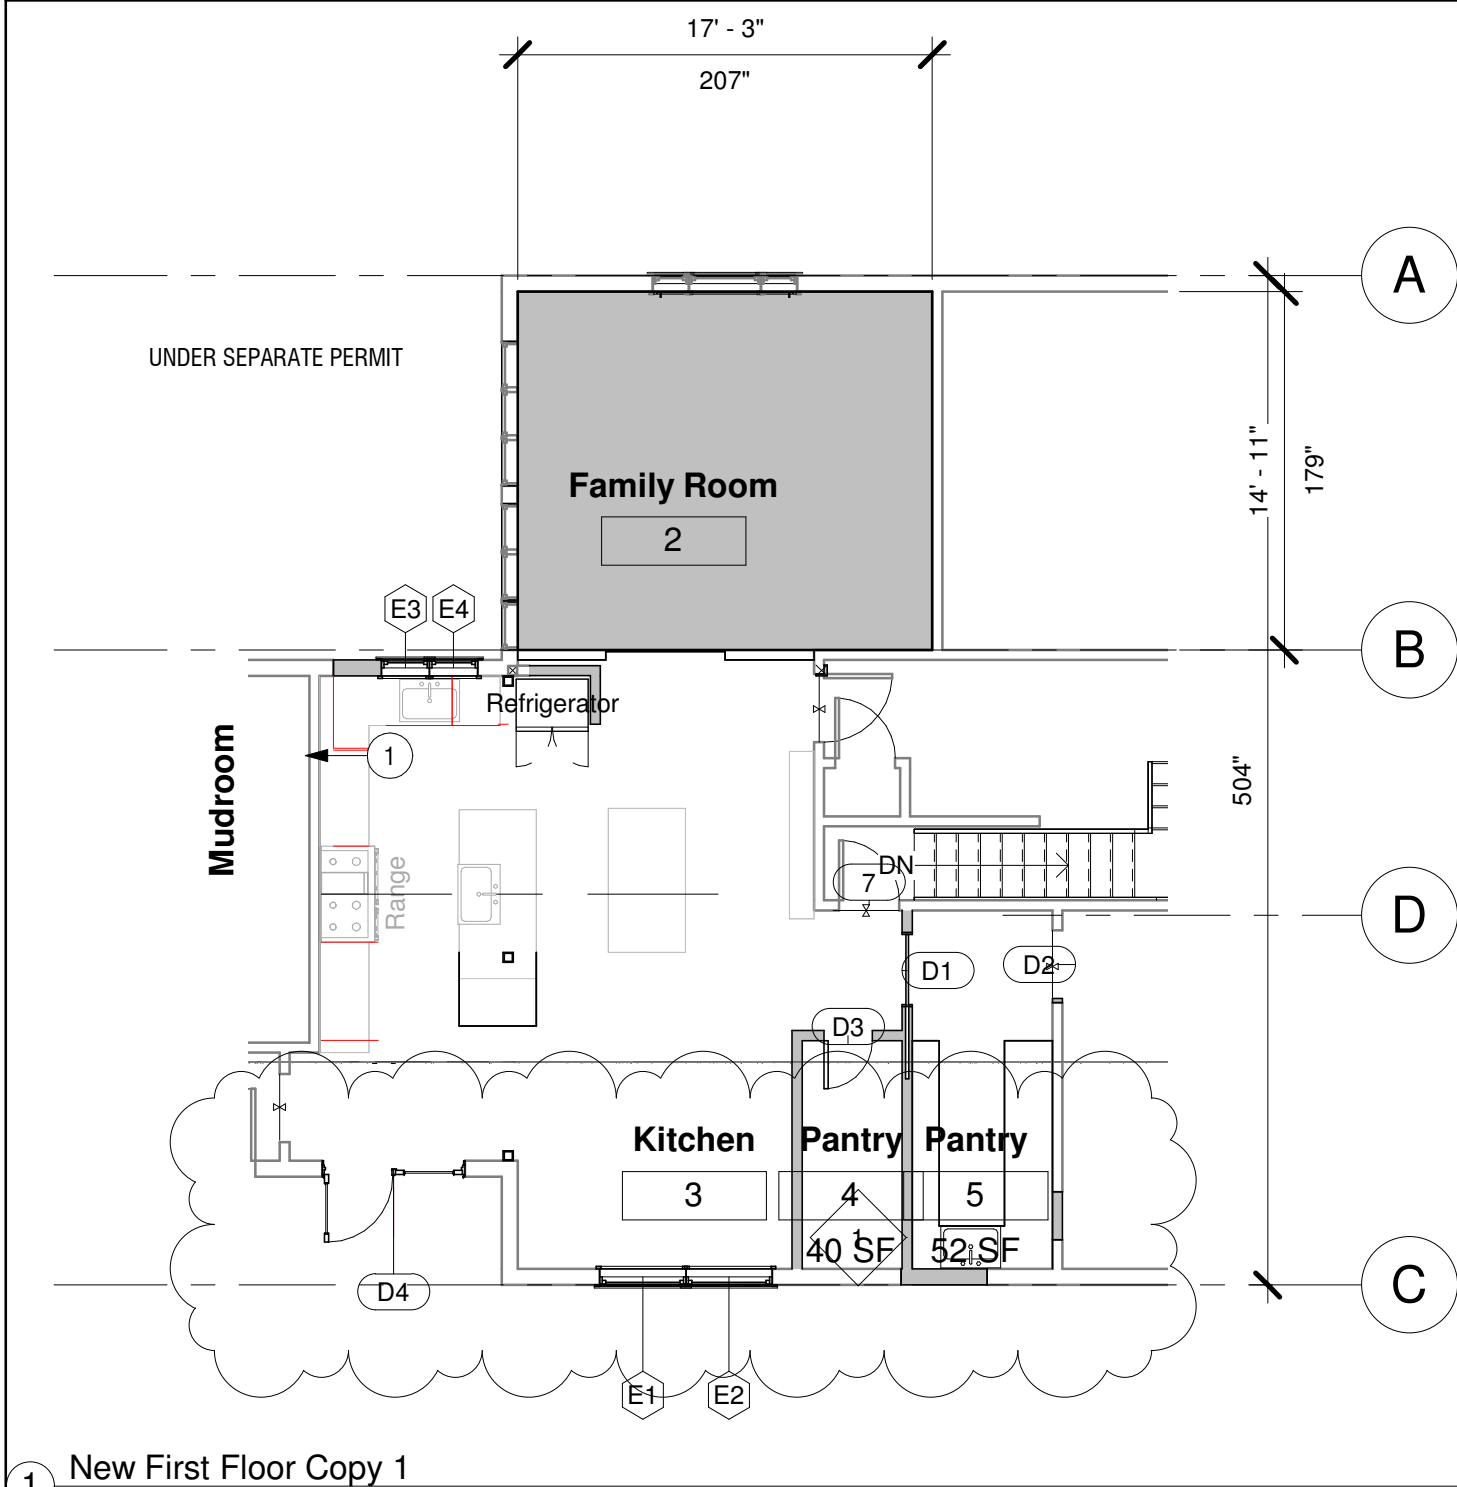 17' - 3"
207"
A
UNDER SEPARATE PERMIT
14' - 11"
179"
Family Room
2
E3
E4
B
Refrigerator
Mudroom
1
504"
Range
DN
7
D
D1
D2
D3
Kitchen
Pantry
Pantry
3
4
5
1
40 SF
52 SF
D4
C
E1
E2
New First Floor Copy 1
1